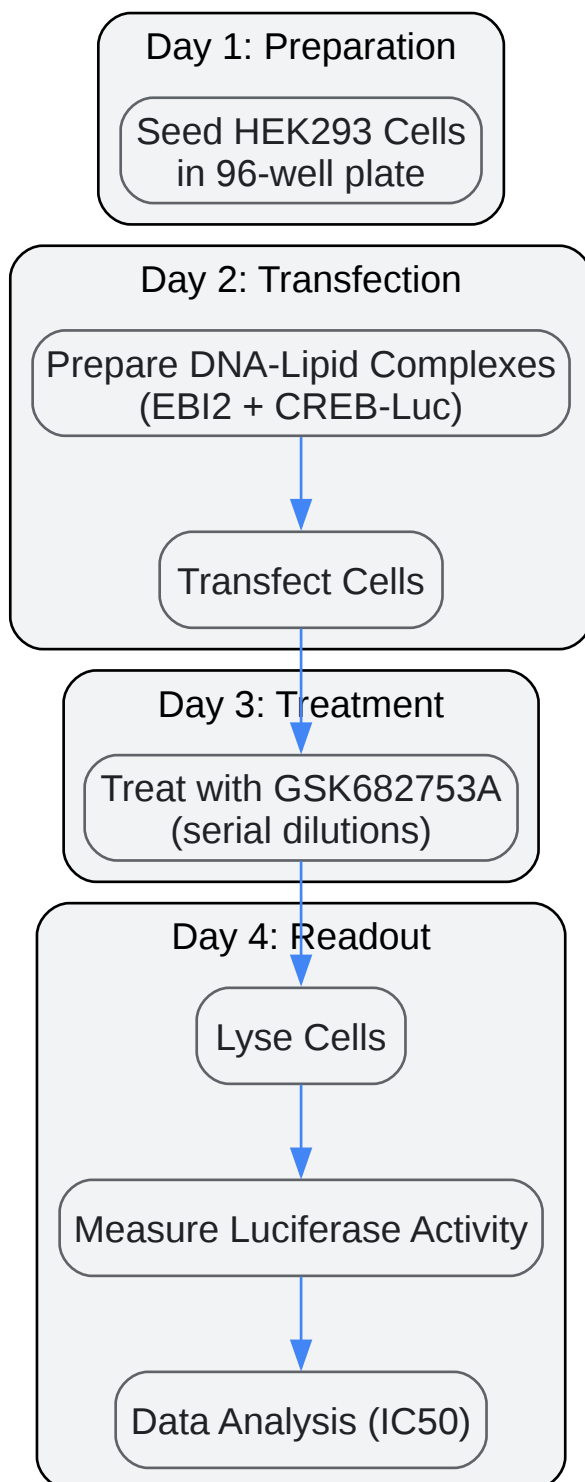 Day 1: Preparation
Seed HEK293 Cells
in 96-well plate
Day 2: Transfection
Prepare DNA-Lipid Complexes
(EBI2 + CREB-Luc)
Transfect Cells
Day 3: Treatment
Treat with GSK682753A
(serial dilutions)
Day 4: Readout
Lyse Cells
Measure Luciferase Activity
Data Analysis (IC50)